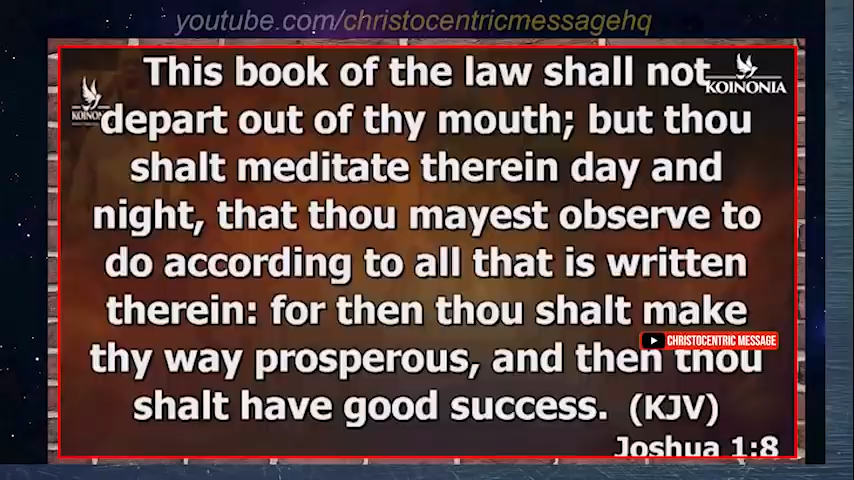 youtube.com/christocentricmessagehq
This book of the law shall not
KOINONIA
depart out of thy mouth; but thou
shalt meditate therein day and
night, that thou mayest observe to
do according to all that is written
therein: for then thou shalt make
CHRISTOCENTRIC MESSAGE
thy way prosperous, and then thou
shalt have good success. (KJV)
Joshua 1:8